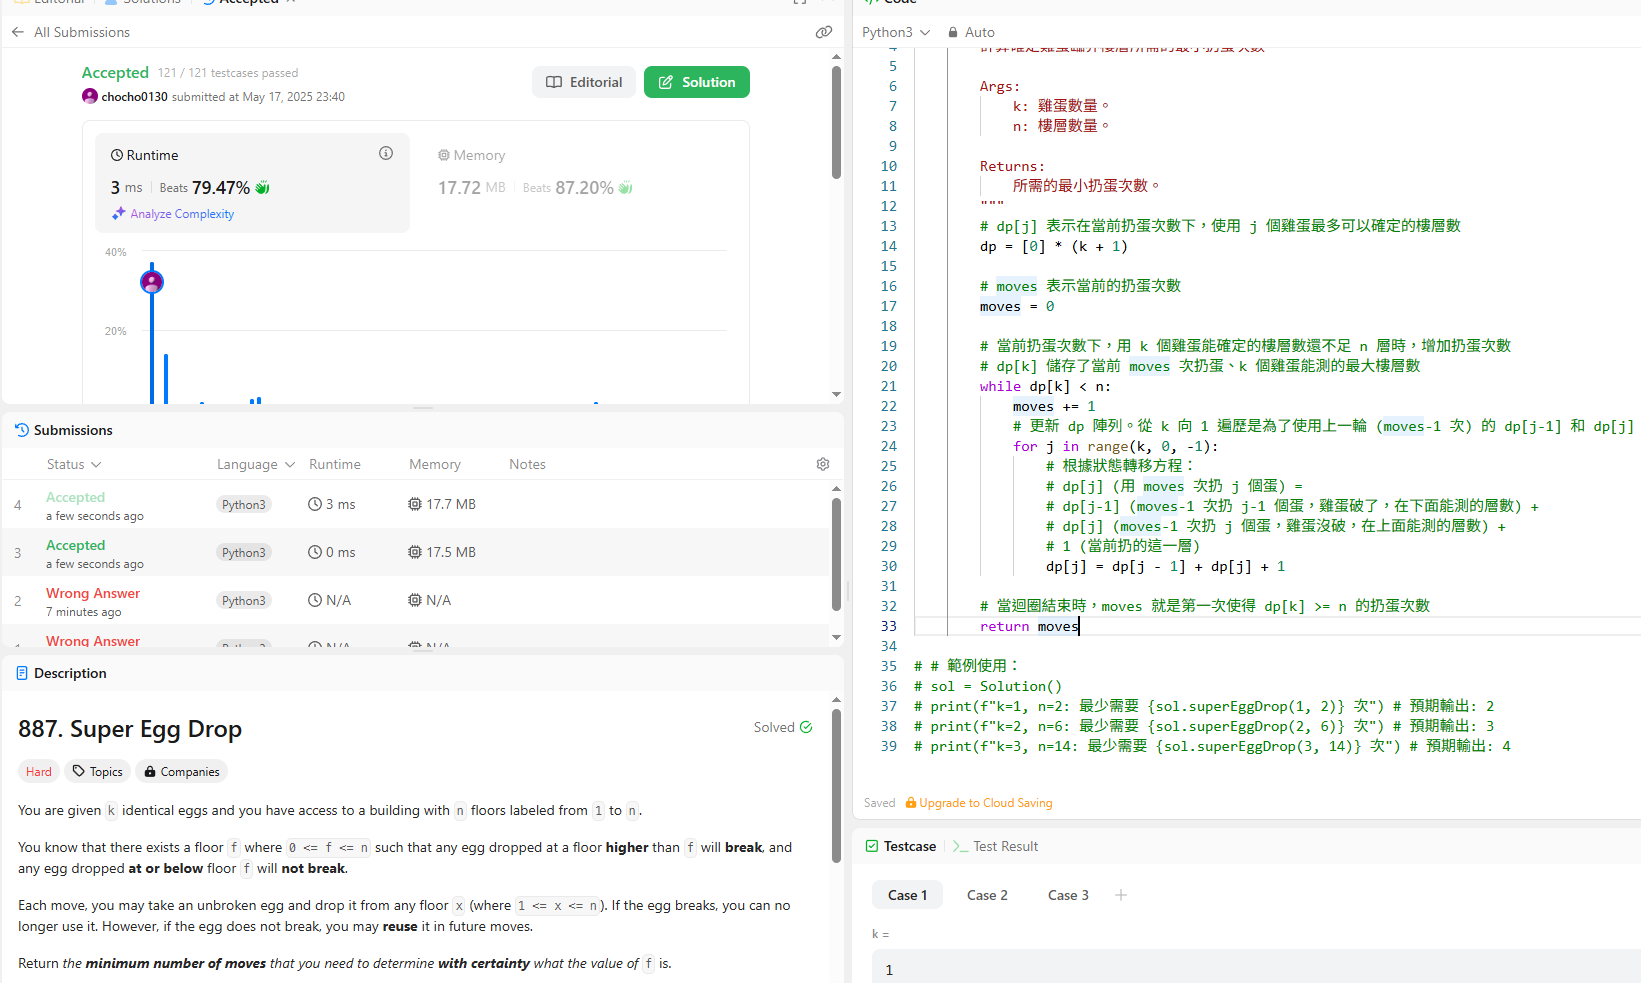 Editorial Solutions Accepted
All Submissions
Accepted 121 / 121 testcases passed
chocho0130 submitted at May 17, 2025 23:40
Editorial
Solution
Runtime
3 ms Beats 79.47%
Analyze Complexity
Memory
17.72 MB Beats 87.20%
40%
20%
Submissions
Status Language Runtime Memory Notes
4 Accepted Python3 3 ms 17.7 MB
a few seconds ago
3 Accepted Python3 0 ms 17.5 MB
a few seconds ago
2 Wrong Answer Python3 N/A N/A
7 minutes ago
1 Wrong Answer Python3 N/A N/A
Description
887. Super Egg Drop
Solved
Hard Topics Companies
You are given k identical eggs and you have access to a building with n floors labeled from 1 to n.
You know that there exists a floor f where 0 <= f <= n such that any egg dropped at a floor higher than f will break, and
any egg dropped at or below floor f will not break.
Each move, you may take an unbroken egg and drop it from any floor x (where 1 <= x <= n). If the egg breaks, you can no
longer use it. However, if the egg does not break, you may reuse it in future moves.
Return the minimum number of moves that you need to determine with certainty what the value of f is.
Code
Python3 Auto
4 計算確定雞蛋臨界樓層所需的最小扔蛋次數
5
6 Args:
7 k: 雞蛋數量。
8 n: 樓層數量。
9
10 Returns:
11 所需的最小扔蛋次數。
12 """
13 # dp[j] 表示在當前扔蛋次數下，使用 j 個雞蛋最多可以確定的樓層數
14 dp = [0] * (k + 1)
15
16 # moves 表示當前的扔蛋次數
17 moves = 0
18
19 # 當前扔蛋次數下，用 k 個雞蛋能確定的樓層數還不足 n 層時，增加扔蛋次數
20 # dp[k] 儲存了當前 moves 次扔蛋、k 個雞蛋能測的最大樓層數
21 while dp[k] < n:
22 moves += 1
23 # 更新 dp 陣列。從 k 向 1 遍歷是為了使用上一輪 (moves-1 次) 的 dp[j-1] 和 dp[j]
24 for j in range(k, 0, -1):
25 # 根據狀態轉移方程：
26 # dp[j] (用 moves 次扔 j 個蛋) =
27 # dp[j-1] (moves-1 次扔 j-1 個蛋，雞蛋破了，在下面能測的層數) +
28 # dp[j] (moves-1 次扔 j 個蛋，雞蛋沒破，在上面能測的層數) +
29 # 1 (當前扔的這一層)
30 dp[j] = dp[j - 1] + dp[j] + 1
31
32 # 當迴圈結束時，moves 就是第一次使得 dp[k] >= n 的扔蛋次數
33 return moves
34
35 # # 範例使用：
36 # sol = Solution()
37 # print(f"k=1, n=2: 最少需要 {sol.superEggDrop(1, 2)} 次") # 預期輸出: 2
38 # print(f"k=2, n=6: 最少需要 {sol.superEggDrop(2, 6)} 次") # 預期輸出: 3
39 # print(f"k=3, n=14: 最少需要 {sol.superEggDrop(3, 14)} 次") # 預期輸出: 4
Saved Upgrade to Cloud Saving
Testcase Test Result
Case 1 Case 2 Case 3
k =
1